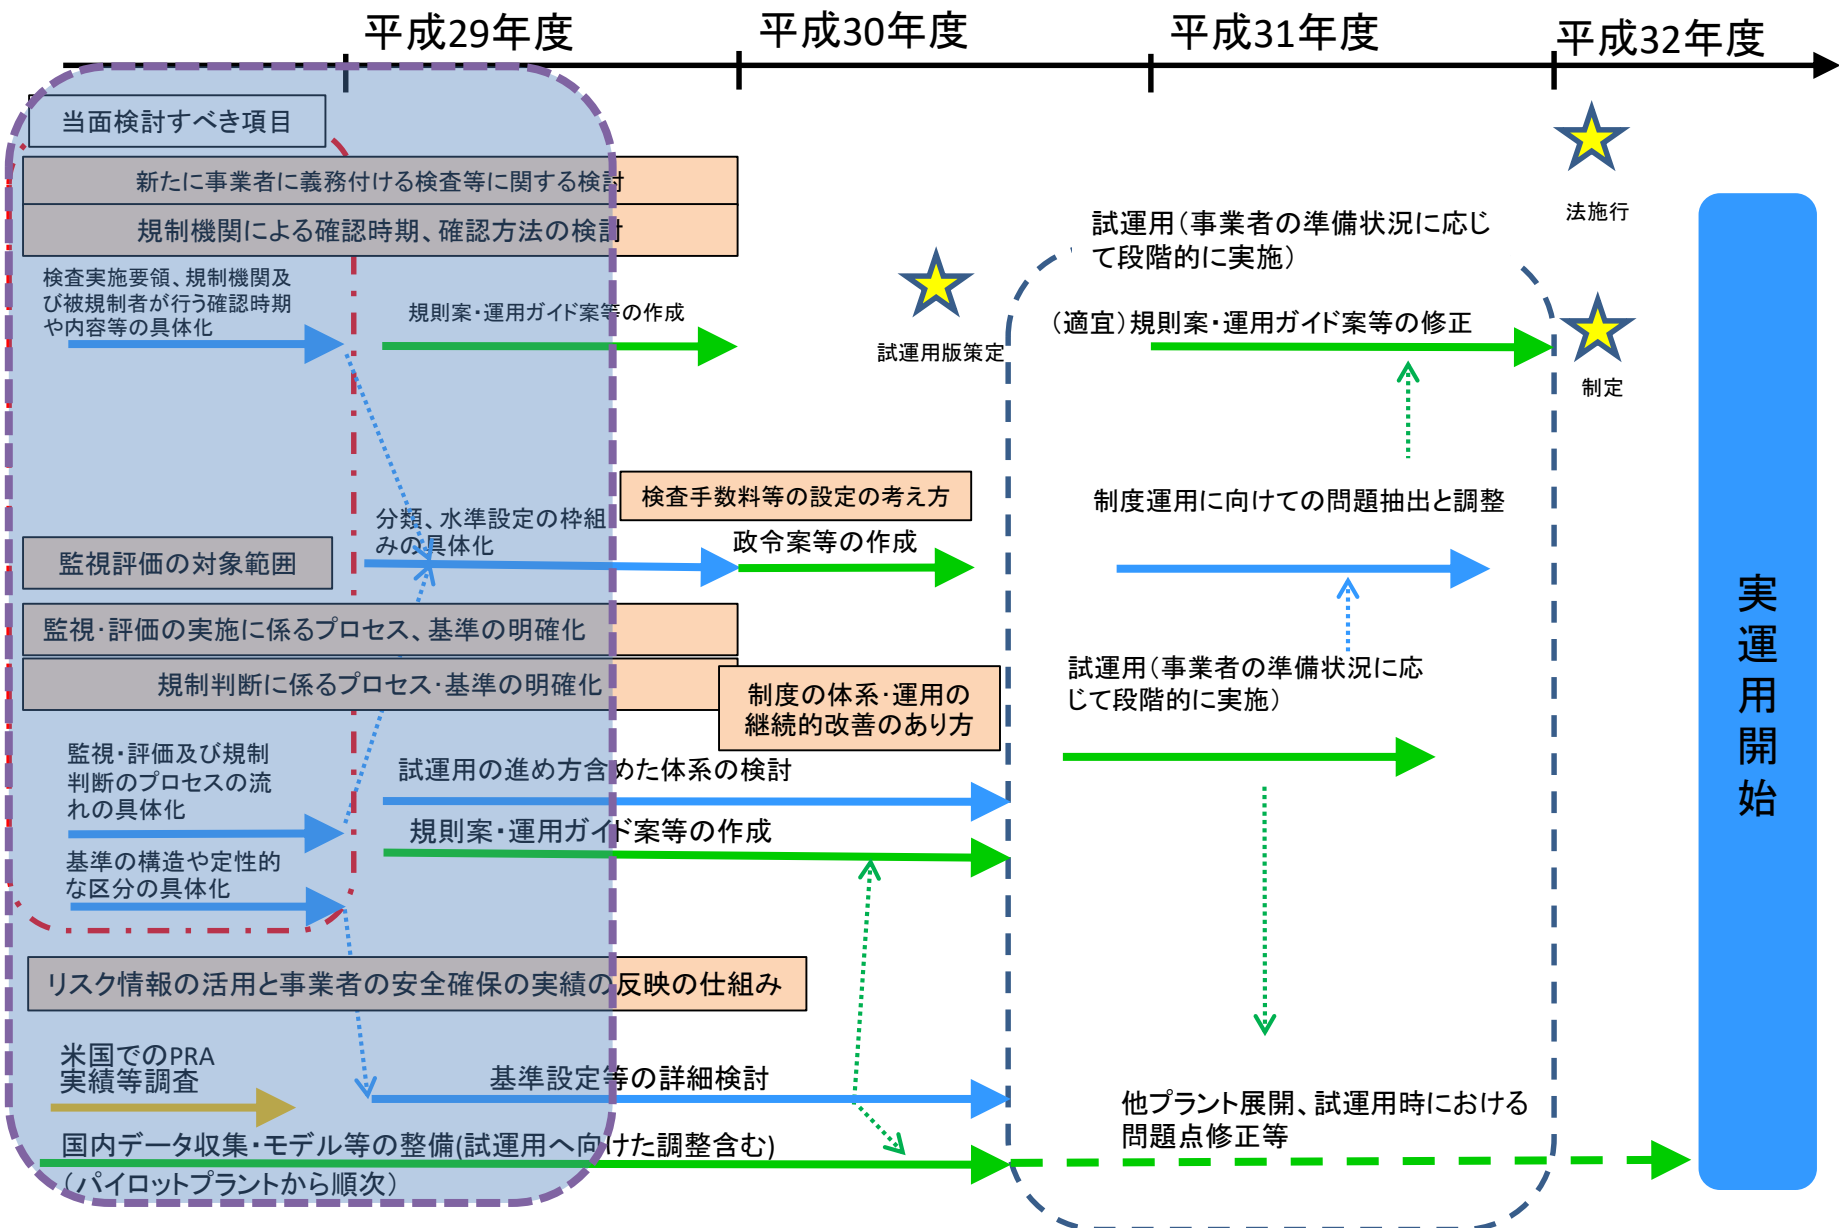 平成29年度
平成30年度
平成31年度
平成32年度
当面検討すべき項目
新たに事業者に義務付ける検査等に関する検討
規制機関による確認時期、確認方法の検討
検査実施要領、規制機関及
び被規制者が行う確認時期
や内容等の具体化
規則案・運用ガイド案等の作成
試運用版策定
試運用（事業者の準備状況に応じ
て段階的に実施）
（適宜）規則案・運用ガイド案等の修正
法施行
制定
検査手数料等の設定の考え方
分類、水準設定の枠組
みの具体化
政令案等の作成
制度運用に向けての問題抽出と調整
監視評価の対象範囲
監視・評価の実施に係るプロセス、基準の明確化
規制判断に係るプロセス・基準の明確化
制度の体系・運用の
継続的改善のあり方
試運用（事業者の準備状況に応
じて段階的に実施）
監視・評価及び規制
判断のプロセスの流
れの具体化
試運用の進め方含めた体系の検討
規則案・運用ガイド案等の作成
基準の構造や定性的
な区分の具体化
リスク情報の活用と事業者の安全確保の実績の反映の仕組み
米国でのPRA
実績等調査
基準設定等の詳細検討
他プラント展開、試運用時における
問題点修正等
国内データ収集・モデル等の整備(試運用へ向けた調整含む)
（パイロットプラントから順次）
実運用開始